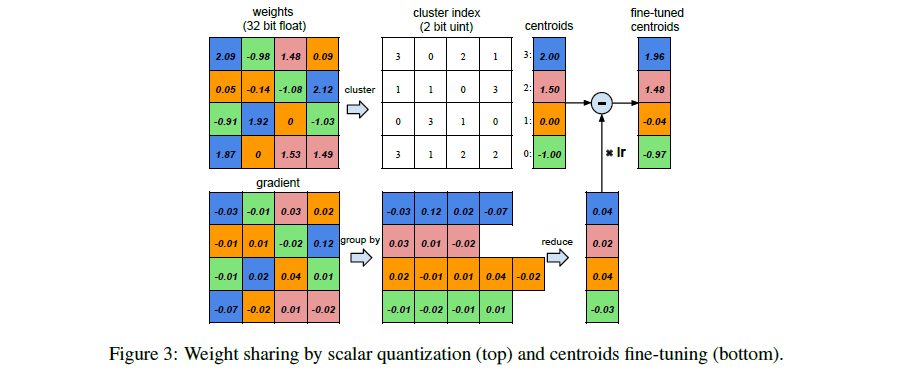 weights
(32 bit float)
cluster index
(2 bit uint)
centroids
fine-tuned
centroids
2.09 -0.98 1.48 0.09
3 0 2 1
3: 2.00
1.96
0.05 -0.14 -1.08 2.12
cluster
1 1 0 3
2: 1.50
1.48
-0.91 1.92 0 -1.03
0 3 1 0
1: 0.00
-0.04
1.87 0 1.53 1.49
3 1 2 2
0: -1.00
-0.97
× lr
gradient
-0.03 -0.01 0.03 0.02
-0.03 0.12 0.02 -0.07
0.04
-0.01 0.01 -0.02 0.12
group by
0.03 0.01 -0.02
reduce
0.02
-0.01 0.02 0.04 0.01
0.02 -0.01 0.01 0.04 -0.02
0.04
-0.07 -0.02 0.01 -0.02
-0.01 -0.02 -0.01 0.01
-0.03
Figure 3: Weight sharing by scalar quantization (top) and centroids fine-tuning (bottom).